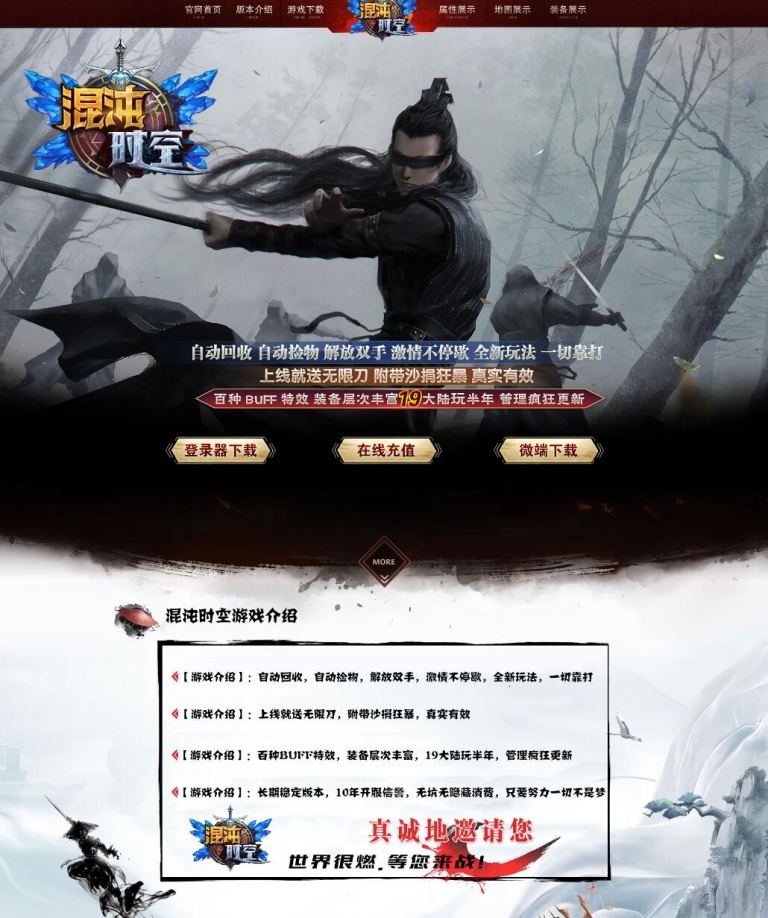 官网首页 版本介绍 游戏下载 混沌时空 属性展示 地图展示 装备展示
混沌
时空
自动回收 自动捡物 解放双手 激情不停歇 全新玩法 一切靠打
上线就送无限刀 附带沙捐狂暴 真实有效
百种 BUFF 特效 装备层次丰富19大陆玩半年 管理疯狂更新
登录器下载 在线充值 微端下载
MORE
混沌时空游戏介绍
【游戏介绍】：自动回收，自动捡物，解放双手，激情不停歇，全新玩法，一切靠打
【游戏介绍】：上线就送无限刀，附带沙捐狂暴，真实有效
【游戏介绍】：百种BUFF特效，装备层次丰富，19大陆玩半年，管理疯狂更新
【游戏介绍】：长期稳定版本，10年开服信誉，无坑无隐藏消费，只要努力一切不是梦
混沌
时空
真诚地邀请您
世界很燃.等您来战!